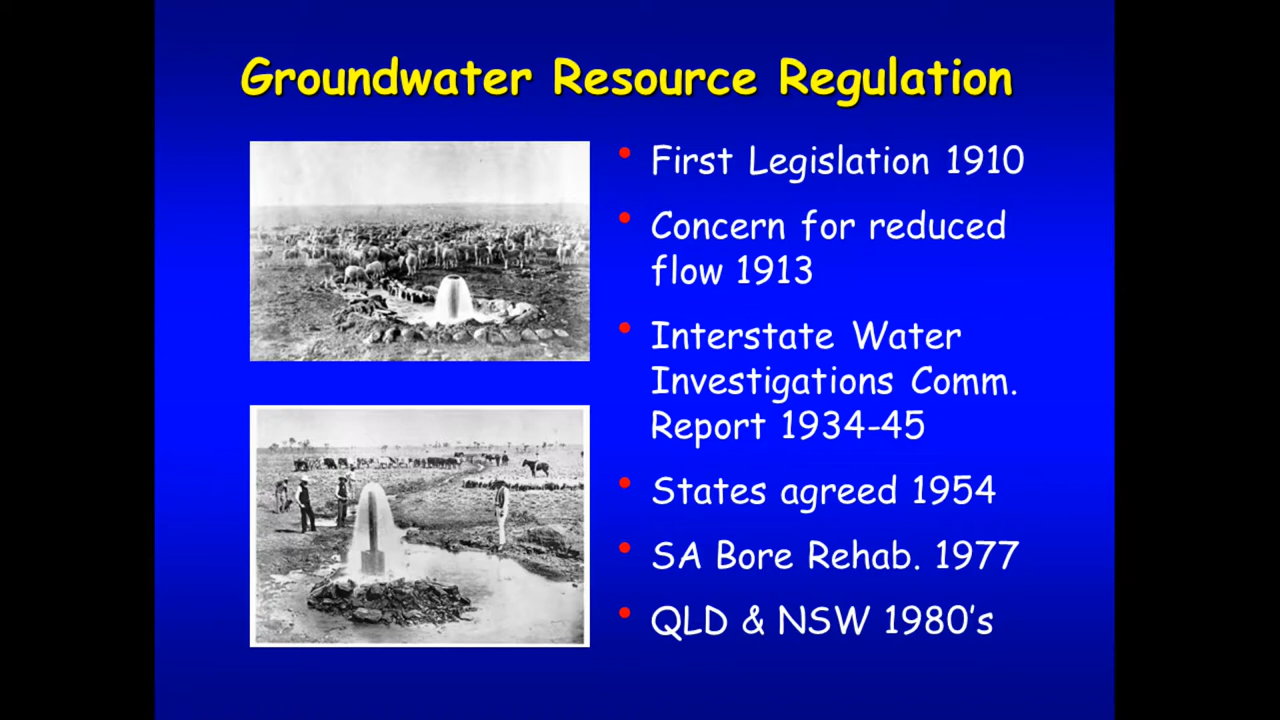 Groundwater Resource Regulation
• First Legislation 1910
• Concern for reduced
flow 1913
• Interstate Water
Investigations Comm.
Report 1934-45
• States agreed 1954
• SA Bore Rehab. 1977
• QLD & NSW 1980's